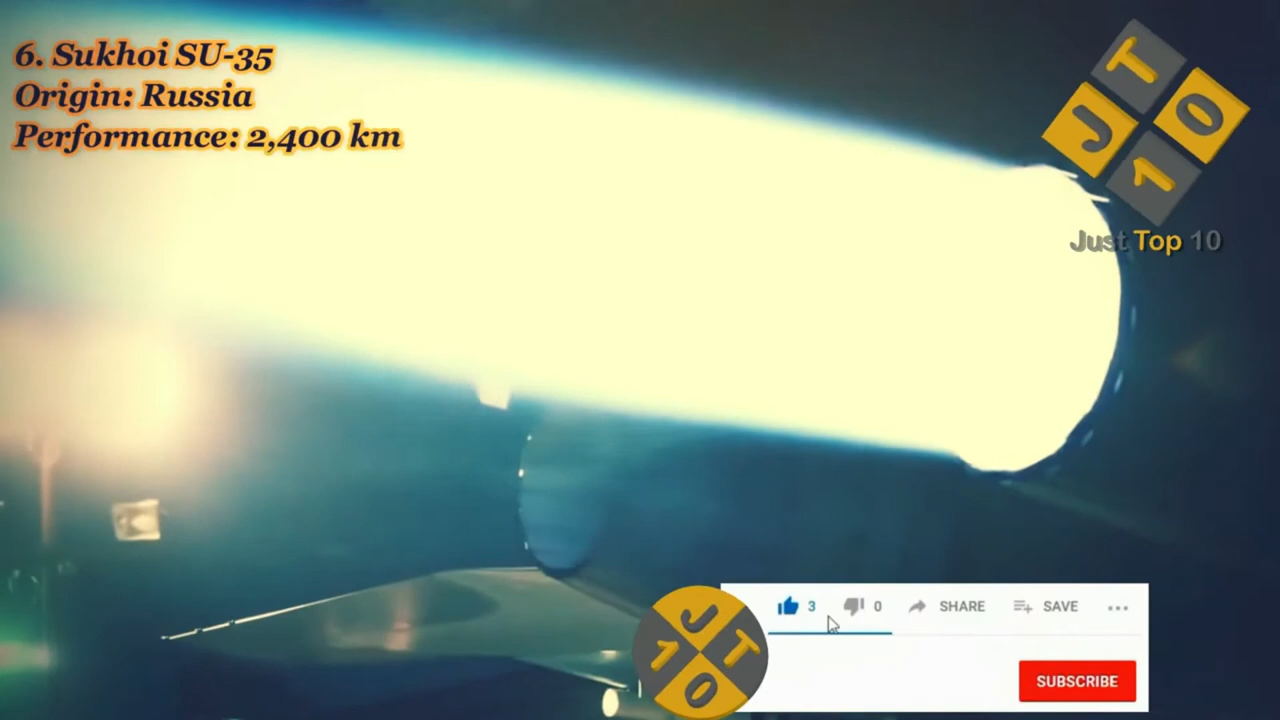 6. Sukhoi SU-35
Origin: Russia
Performance: 2,400 km
J T 1 0
Just Top 10
3 0 SHARE SAVE
J T 1 0
SUBSCRIBE